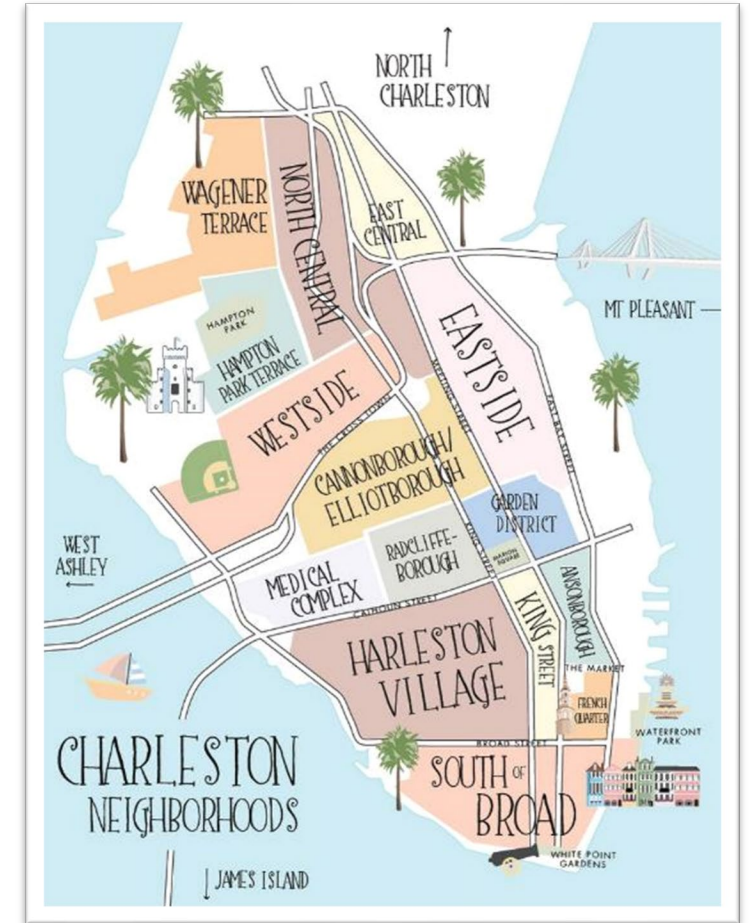 NORTH
CHARLESTON
WAGENER
TERRACE
NORTH CENTRAL
EAST
CENTRAL
MT PLEASANT
HAMPTON
PARK
HAMPTON
PARK TERRACE
EASTSIDE
WESTSIDE
MEETING STREET
EAST BAY STREET
THE CROSS TOWN
CANNONBOROUGH/
ELLIOTBOROUGH
GARDEN
DISTRICT
KING STREET
MARION
SQUARE
RADCLIFFE-
BOROUGH
WEST
ASHLEY
MEDICAL
COMPLEX
CALHOUN STREET
ANSONBOROUGH
KING STREET
HARLESTON
VILLAGE
THE MARKET
FRENCH
QUARTER
WATERFRONT
PARK
BROAD STREET
SOUTH OF
BROAD
CHARLESTON
NEIGHBORHOODS
WHITE POINT
GARDENS
JAMES ISLAND